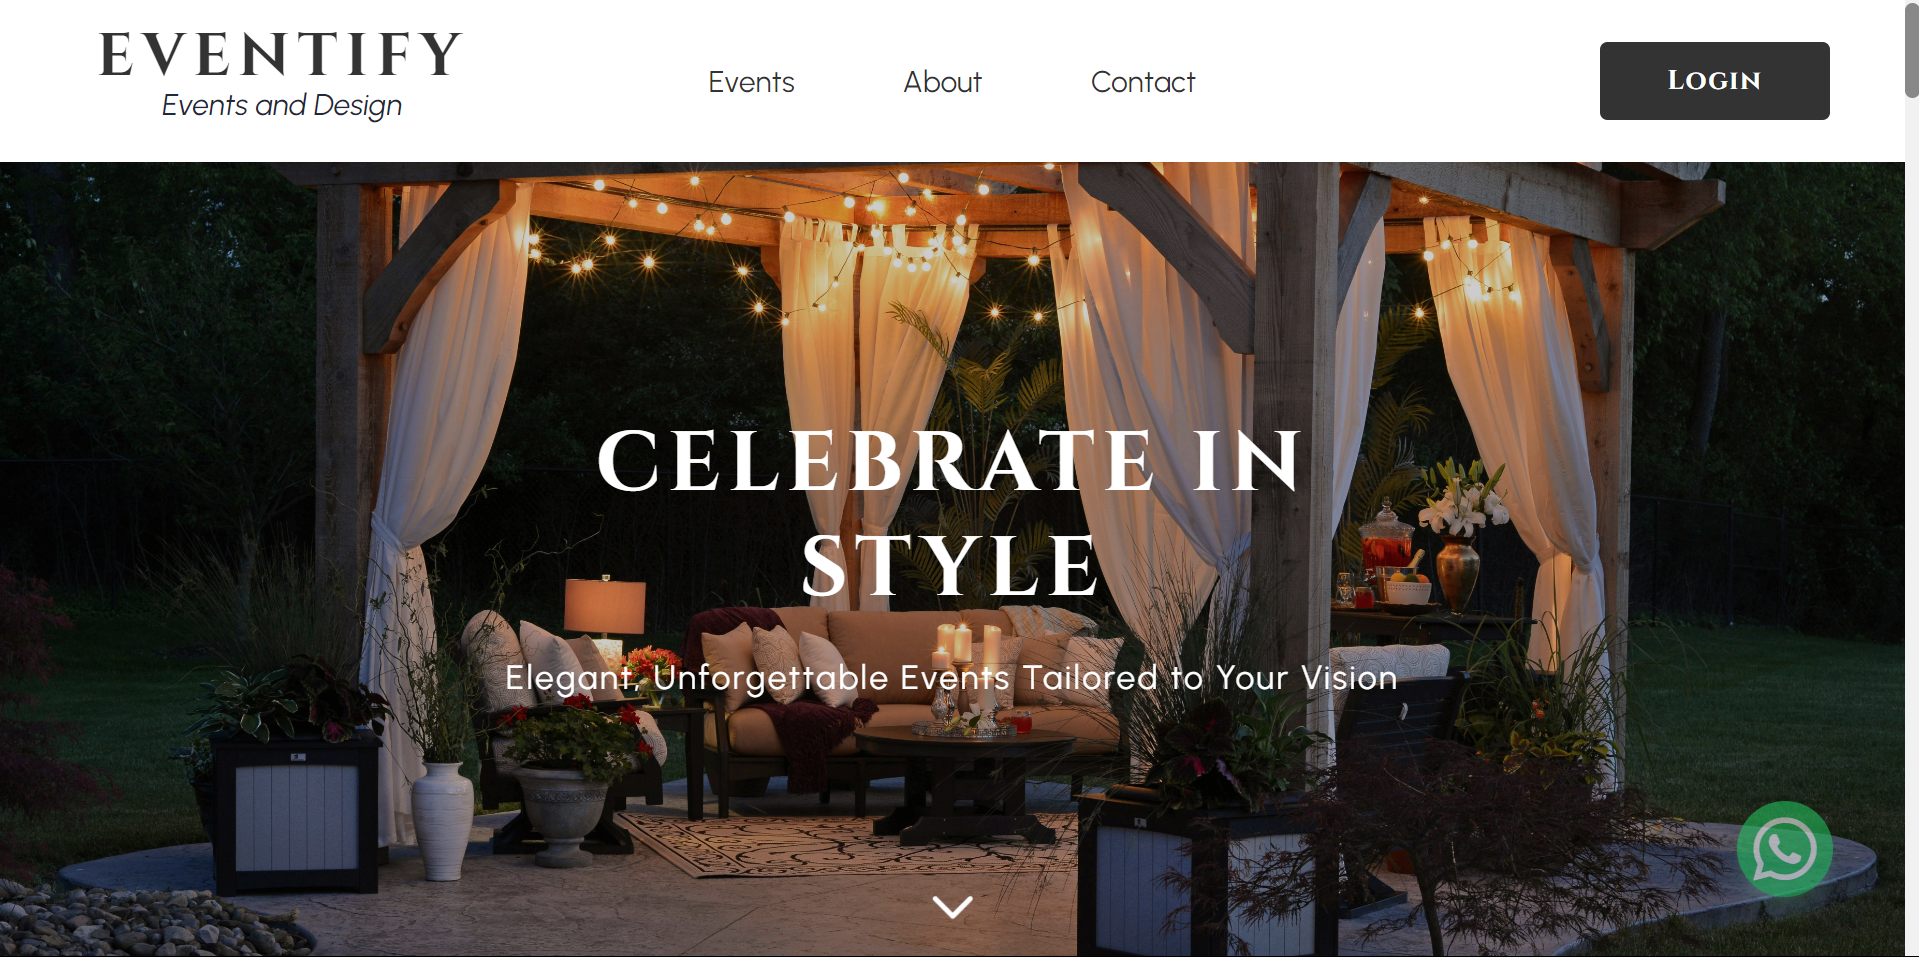 EVENTIFY
Events and Design
Events
About
Contact
Login
CELEBRATE IN
STYLE
Elegant, Unforgettable Events Tailored to Your Vision